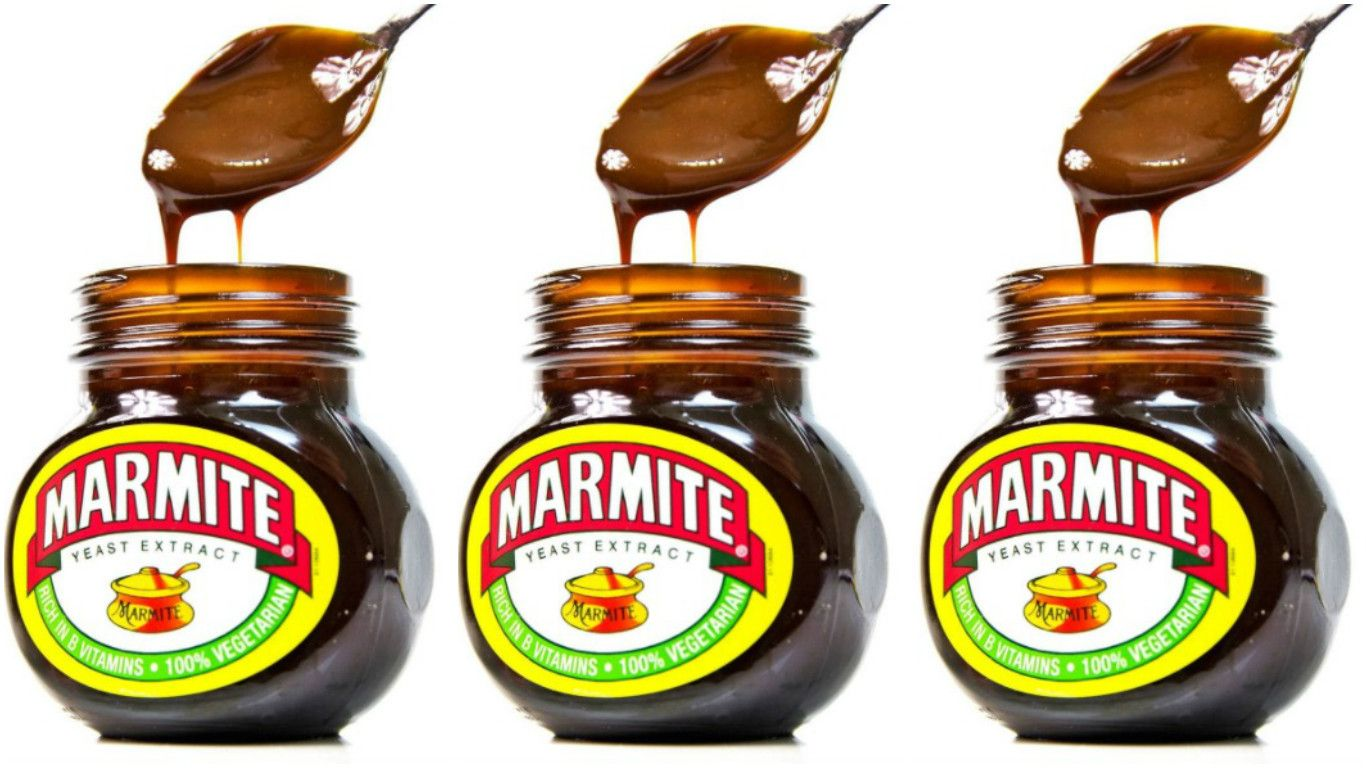 MARMITE®
YEAST EXTRACT
MARMITE
RICH IN B VITAMINS • 100% VEGETARIAN
MARMITE®
YEAST EXTRACT
MARMITE
RICH IN B VITAMINS • 100% VEGETARIAN
MARMITE®
YEAST EXTRACT
MARMITE
RICH IN B VITAMINS • 100% VEGETARIAN